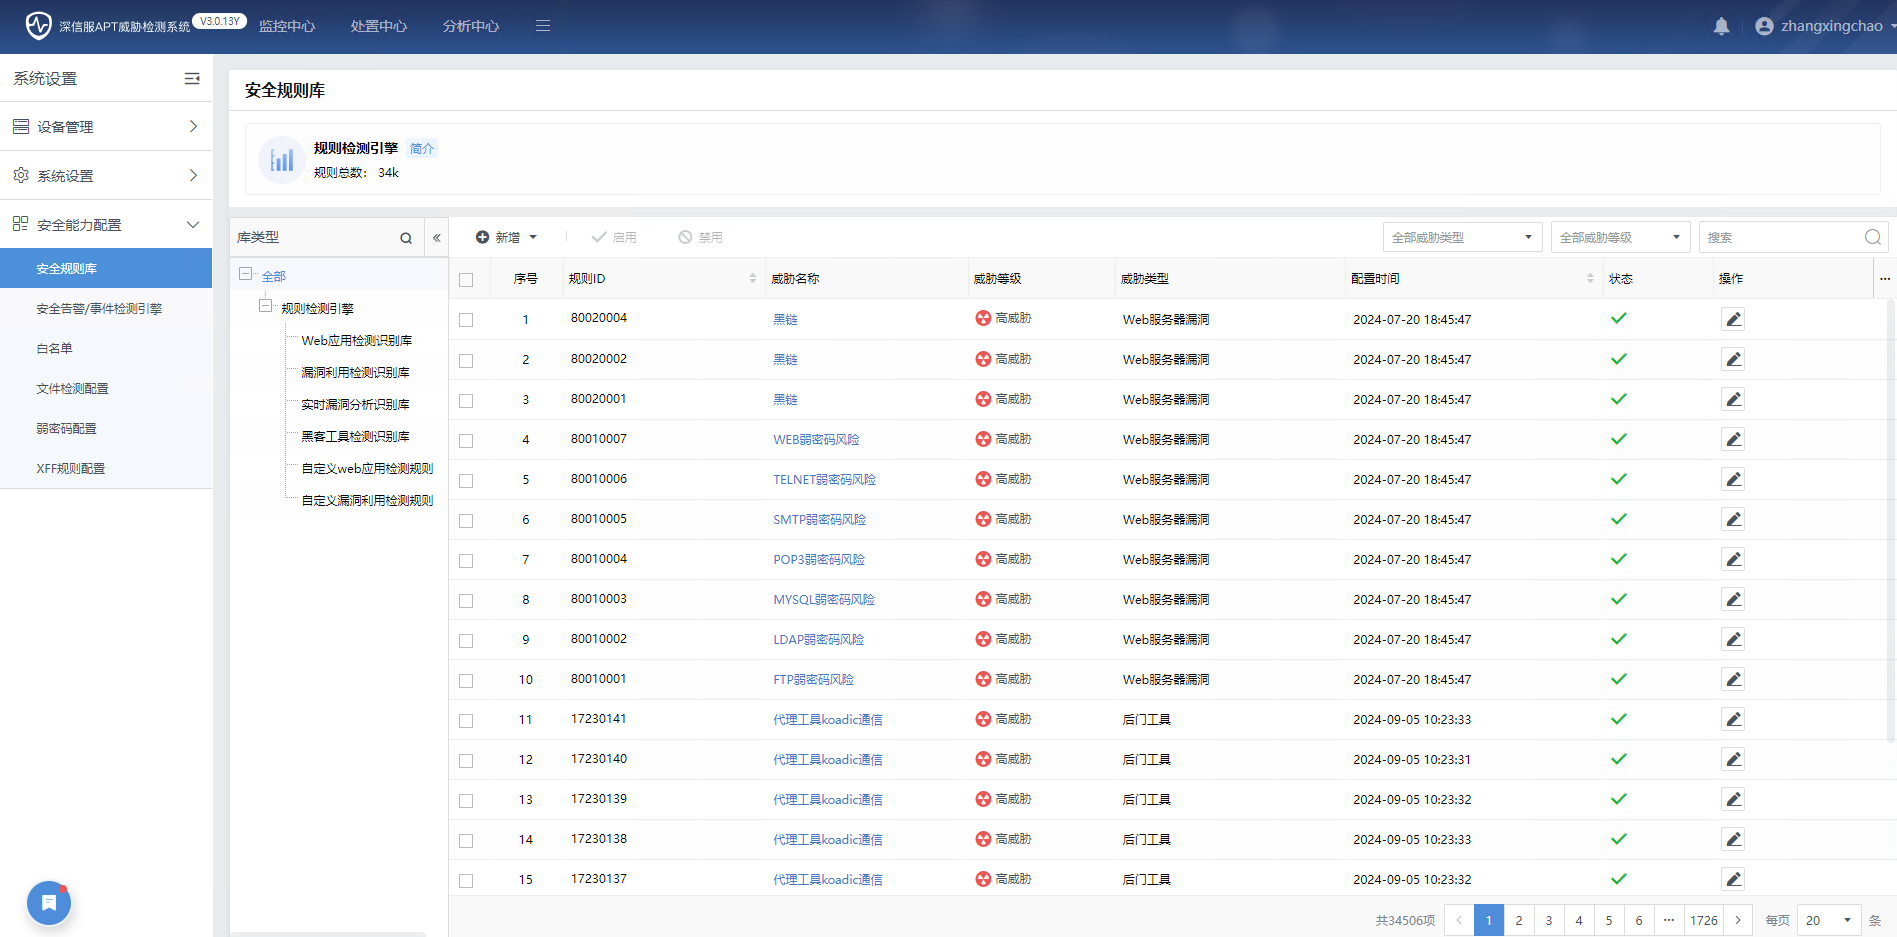 深信服APT威胁检测系统 V3.0.13Y 监控中心 处置中心 分析中心 zhangxingchao
系统设置
设备管理
系统设置
安全能力配置
安全规则库
安全告警/事件检测引擎
白名单
文件检测配置
弱密码配置
XFF规则配置
安全规则库
规则检测引擎 简介
规则总数： 34k
库类型 «
全部
规则检测引擎
Web应用检测识别库
漏洞利用检测识别库
实时漏洞分析识别库
黑客工具检测识别库
自定义web应用检测规则
自定义漏洞利用检测规则
新增 启用 禁用 全部威胁类型 全部威胁等级 搜索
序号 规则ID 威胁名称 威胁等级 威胁类型 配置时间 状态 操作 ...
1 80020004 黑链 高威胁 Web服务器漏洞 2024-07-20 18:45:47
2 80020002 黑链 高威胁 Web服务器漏洞 2024-07-20 18:45:47
3 80020001 黑链 高威胁 Web服务器漏洞 2024-07-20 18:45:47
4 80010007 WEB弱密码风险 高威胁 Web服务器漏洞 2024-07-20 18:45:47
5 80010006 TELNET弱密码风险 高威胁 Web服务器漏洞 2024-07-20 18:45:47
6 80010005 SMTP弱密码风险 高威胁 Web服务器漏洞 2024-07-20 18:45:47
7 80010004 POP3弱密码风险 高威胁 Web服务器漏洞 2024-07-20 18:45:47
8 80010003 MYSQL弱密码风险 高威胁 Web服务器漏洞 2024-07-20 18:45:47
9 80010002 LDAP弱密码风险 高威胁 Web服务器漏洞 2024-07-20 18:45:47
10 80010001 FTP弱密码风险 高威胁 Web服务器漏洞 2024-07-20 18:45:47
11 17230141 代理工具koadic通信 高威胁 后门工具 2024-09-05 10:23:33
12 17230140 代理工具koadic通信 高威胁 后门工具 2024-09-05 10:23:31
13 17230139 代理工具koadic通信 高威胁 后门工具 2024-09-05 10:23:32
14 17230138 代理工具koadic通信 高威胁 后门工具 2024-09-05 10:23:33
15 17230137 代理工具koadic通信 高威胁 后门工具 2024-09-05 10:23:32
共34506项 < 1 2 3 4 5 6 ... 1726 > 每页 20 条